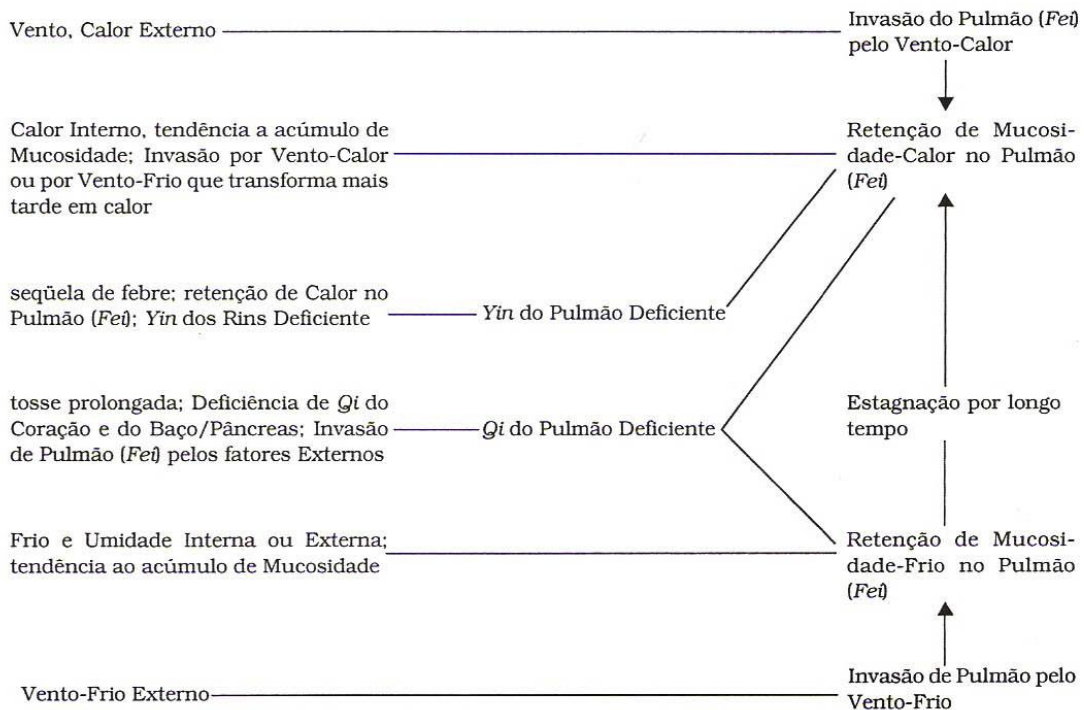 Vento, Calor Externo
Invasão do Pulmão (Fei)
pelo Vento-Calor
Calor Interno, tendência a acúmulo de
Mucosidade; Invasão por Vento-Calor
ou por Vento-Frio que transforma mais
tarde em calor
Retenção de Mucosi-
dade-Calor no Pulmão
(Fei)
seqüela de febre; retenção de Calor no
Pulmão (Fei); Yin dos Rins Deficiente
Yin do Pulmão Deficiente
tosse prolongada; Deficiência de Qi do
Coração e do Baço/Pâncreas; Invasão
de Pulmão (Fei) pelos fatores Externos
Qi do Pulmão Deficiente
Estagnação por longo
tempo
Frio e Umidade Interna ou Externa;
tendência ao acúmulo de Mucosidade
Retenção de Mucosi-
dade-Frio no Pulmão
(Fei)
Vento-Frio Externo
Invasão de Pulmão pelo
Vento-Frio